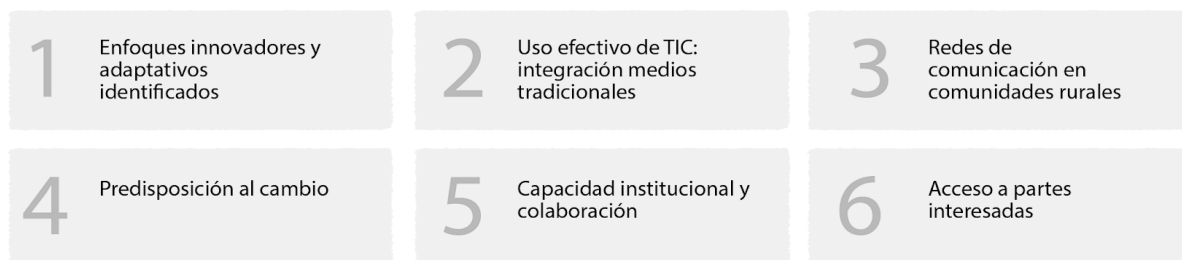 1
Enfoques innovadores y
adaptativos
identificados
2
Uso efectivo de TIC:
integración medios
tradicionales
3
Redes de
comunicación en
comunidades rurales
4
Predisposición al cambio
5
Capacidad institucional y
colaboración
6
Acceso a partes
interesadas